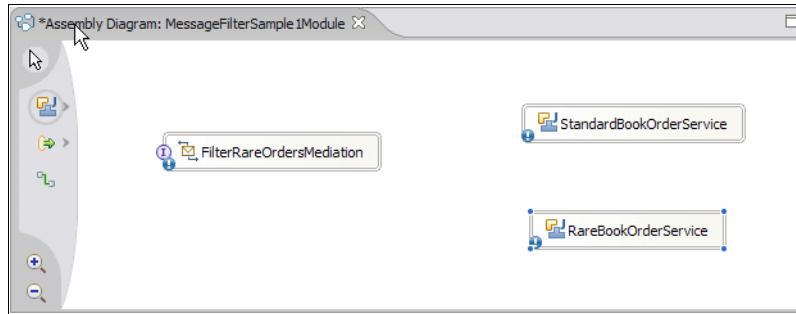 *Assembly Diagram: MessageFilterSample1Module
StandardBookOrderService
FilterRareOrdersMediation
RareBookOrderService